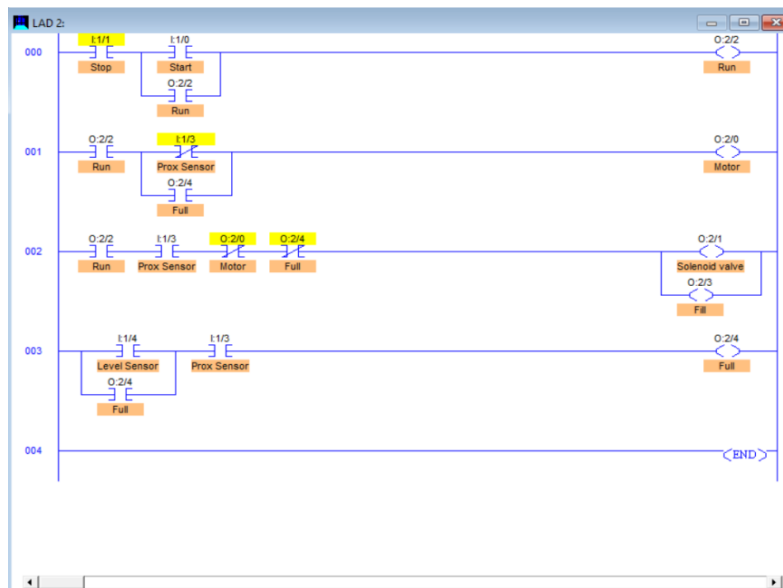 LAD 2:
I:1/1 I:1/0 O:2/2
000
Stop Start Run
O:2/2
Run
O:2/2 I:1/3 O:2/0
001
Run Prox Sensor Motor
O:2/4
Full
O:2/2 I:1/3 O:2/0 O:2/4 O:2/1
002
Run Prox Sensor Motor Full Solenoid valve
O:2/3
Fill
I:1/4 I:1/3 O:2/4
003
Level Sensor Prox Sensor Full
O:2/4
Full
004
END